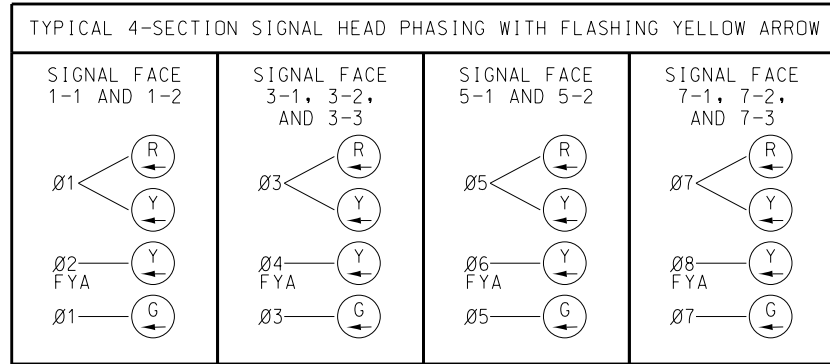 TYPICAL 4-SECTION SIGNAL HEAD PHASING WITH FLASHING YELLOW ARROW
SIGNAL FACE
1-1 AND 1-2
R
Ø1
Y
Ø2
FYA
Y
Ø1
G
SIGNAL FACE
3-1, 3-2,
AND 3-3
R
Ø3
Y
Ø4
FYA
Y
Ø3
G
SIGNAL FACE
5-1 AND 5-2
R
Ø5
Y
Ø6
FYA
Y
Ø5
G
SIGNAL FACE
7-1, 7-2,
AND 7-3
R
Ø7
Y
Ø8
FYA
Y
Ø7
G